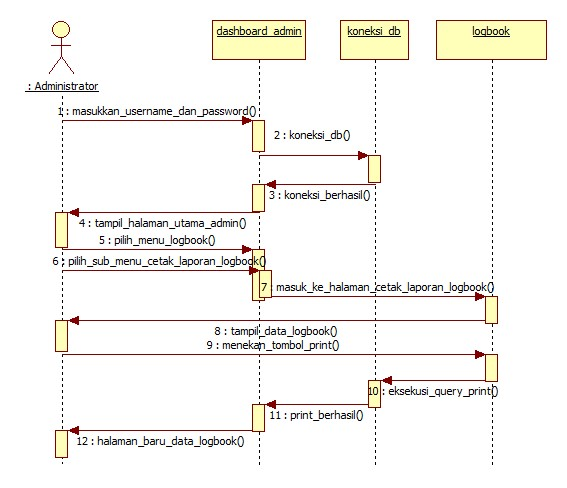 dashboard_admin
koneksi_db
logbook
: Administrator
1 : masukkan_username_dan_password()
2 : koneksi_db()
3 : koneksi_berhasil()
4 : tampil_halaman_utama_admin()
5 : pilih_menu_logbook()
6 : pilih_sub_menu_cetak_laporan_logbook()
7 : masuk_ke_halaman_cetak_laporan_logbook()
8 : tampil_data_logbook()
9 : menekan_tombol_print()
10 : eksekusi_query_print()
11 : print_berhasil()
12 : halaman_baru_data_logbook()